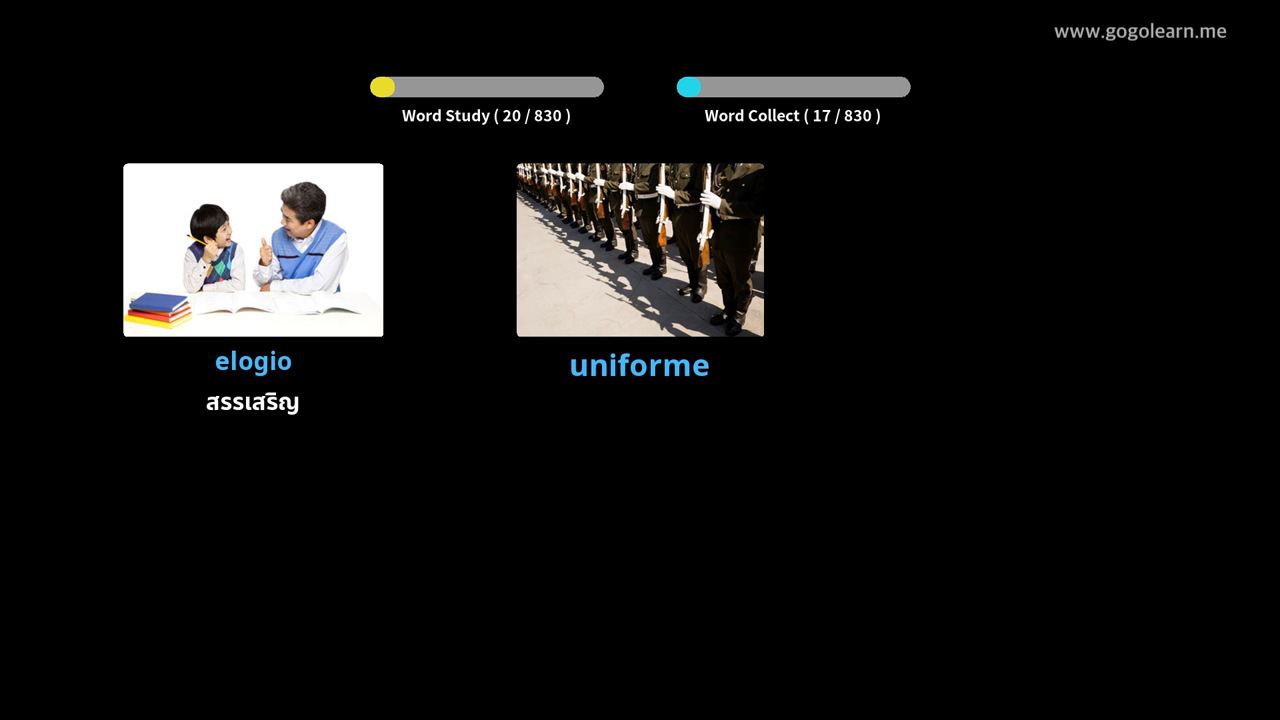 www.gogolearn.me
Word Study ( 20 / 830 )
Word Collect ( 17 / 830 )
elogio
uniforme
สรรเสริญ